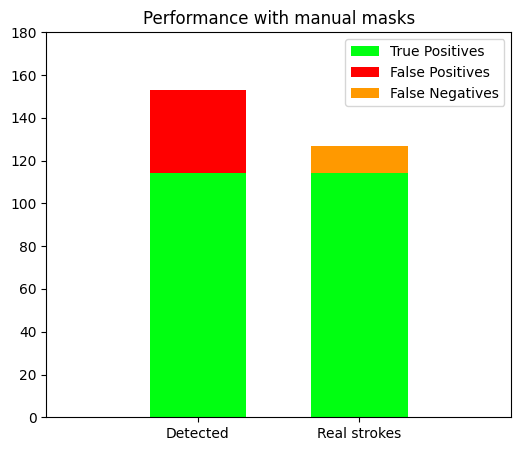 Performance with manual masks
True Positives
False Positives
False Negatives
180
160
140
120
100
80
60
40
20
0
Detected
Real strokes